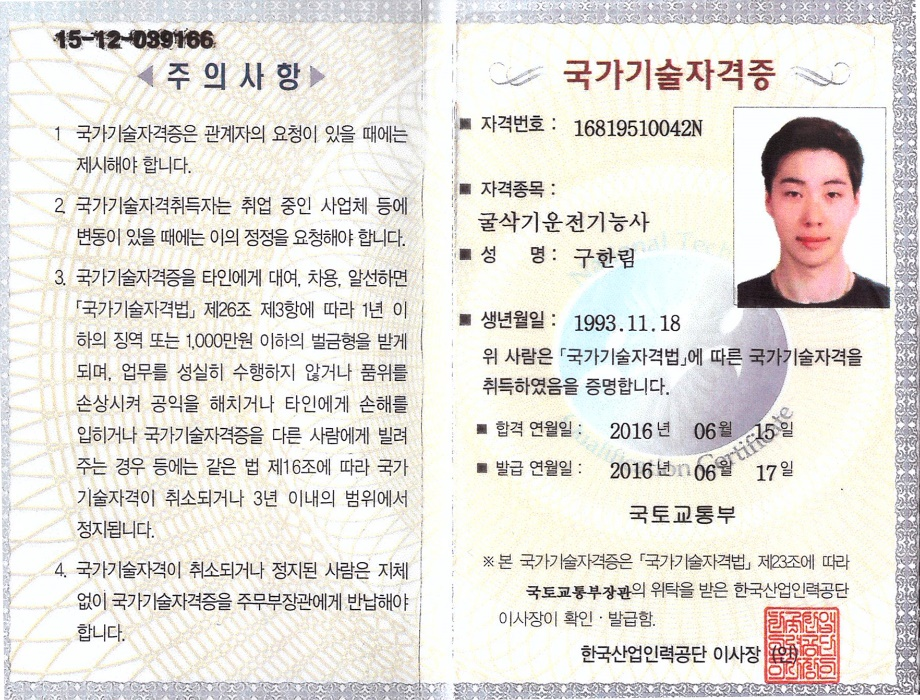 15-12-039166
◀ 주 의 사 항 ▶
1 국가기술자격증은 관계자의 요청이 있을 때에는
제시해야 합니다.
2. 국가기술자격취득자는 취업 중인 사업체 등에
변동이 있을 때에는 이의 정정을 요청해야 합니다.
3. 국가기술자격증을 타인에게 대여, 차용, 알선하면
「국가기술자격법」 제26조 제3항에 따라 1년 이
하의 징역 또는 1,000만원 이하의 벌금형을 받게
되며, 업무를 성실히 수행하지 않거나 품위를
손상시켜 공익을 해치거나 타인에게 손해를
입히거나 국가기술자격증을 다른 사람에게 빌려
주는 경우 등에는 같은 법 제16조에 따라 국가
기술자격이 취소되거나 3년 이내의 범위에서
정지됩니다.
4. 국가기술자격이 취소되거나 정지된 사람은 지체
없이 국가기술자격증을 주무부장관에게 반납해야
합니다.
국가기술자격증
■ 자격번호 : 16819510042N
■ 자격종목 :
굴삭기운전기능사
■ 성 명 : 구한림
■ 생년월일 : 1993.11.18
위 사람은 「국가기술자격법」에 따른 국가기술자격을
취득하였음을 증명합니다.
■ 합격 연월일 : 2016 년 06 월 15 일
■ 발급 연월일 : 2016 년 06 월 17 일
국토교통부
※ 본 국가기술자격증은 「국가기술자격법」 제23조에 따라
국토교통부장관의 위탁을 받은 한국산업인력공단
이사장이 확인 · 발급함.
한국산업인력공단 이사장 (인)
National Tech
Qualification Certificate